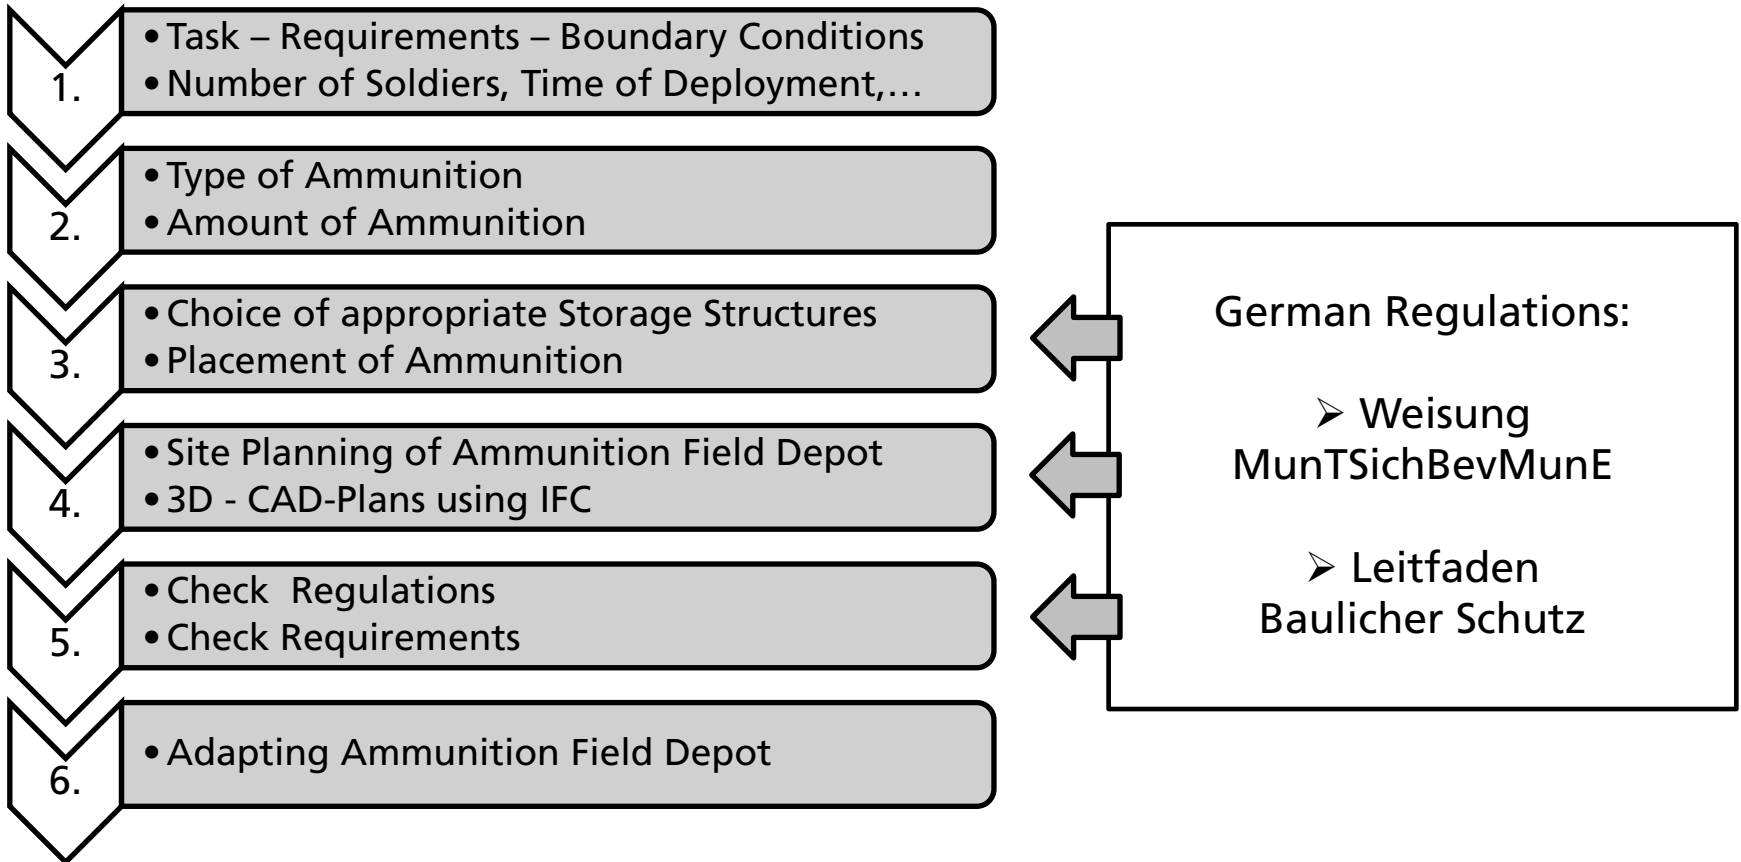 1.
• Task – Requirements – Boundary Conditions
• Number of Soldiers, Time of Deployment,…
2.
• Type of Ammunition
• Amount of Ammunition
3.
• Choice of appropriate Storage Structures
• Placement of Ammunition
4.
• Site Planning of Ammunition Field Depot
• 3D - CAD-Plans using IFC
5.
• Check  Regulations
• Check Requirements
6.
• Adapting Ammunition Field Depot
German Regulations:
➢ Weisung
MunTSichBevMunE
➢ Leitfaden
Baulicher Schutz